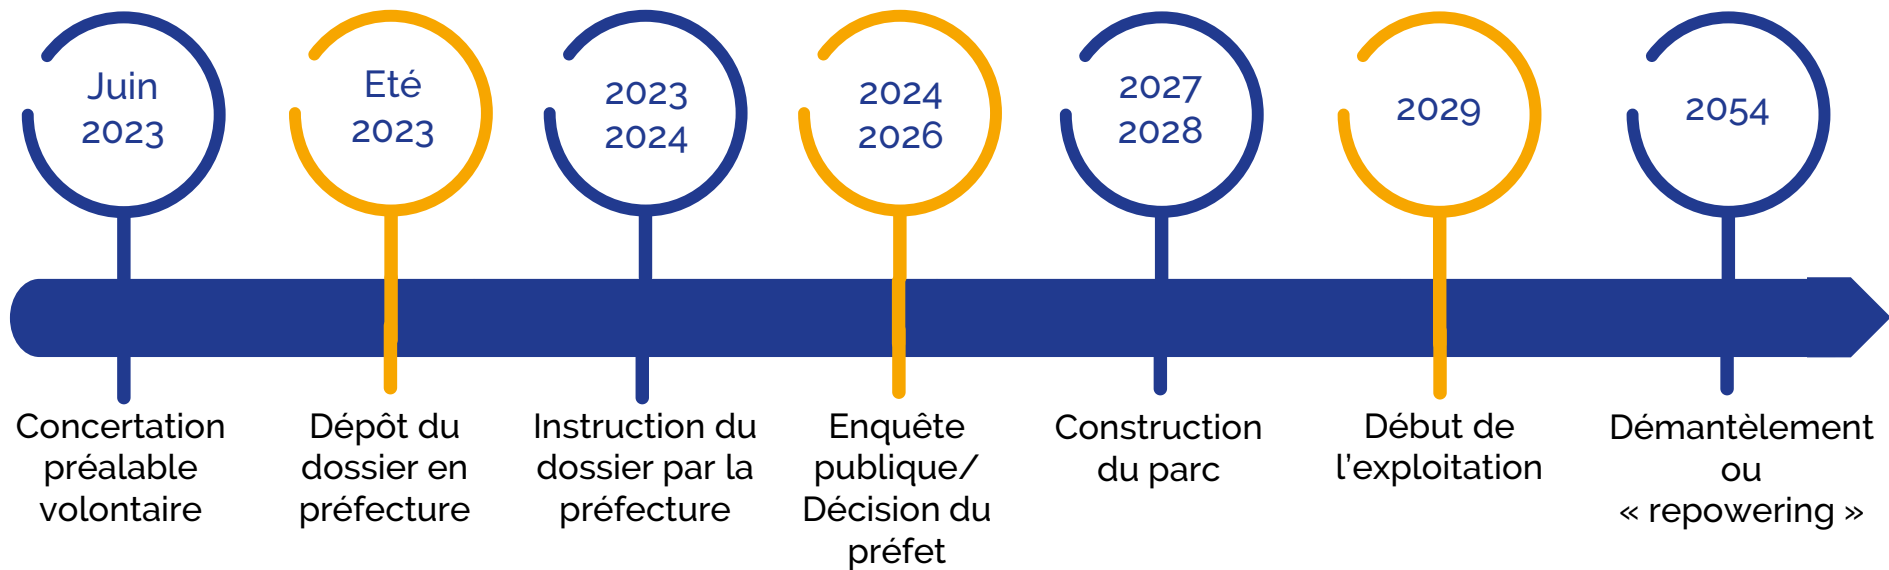 Juin
2023
Eté
2023
2023
2024
2024
2026
2027
2028
2029
2054
Concertation
préalable
volontaire
Dépôt du
dossier en
préfecture
Instruction du
dossier par la
préfecture
Enquête
publique/
Décision du
préfet
Construction
du parc
Début de
l'exploitation
Démantèlement
ou
« repowering »